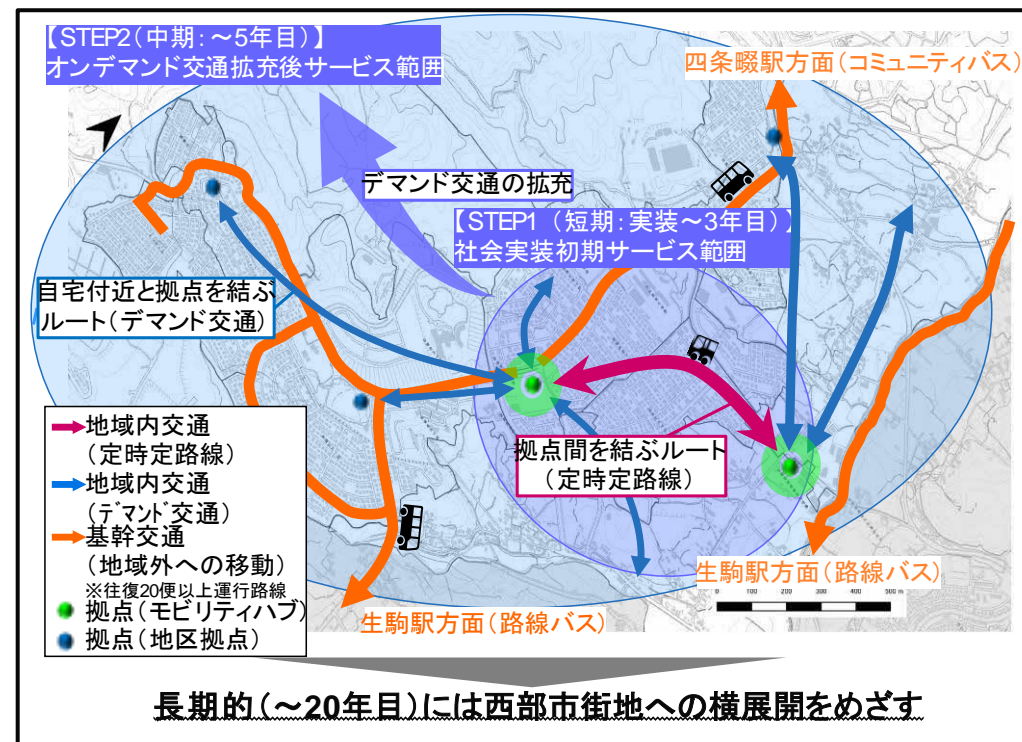 【STEP2(中期:～5年目)】
オンデマンド交通拡充後サービス範囲
四条畷駅方面(コミュニティバス)
デマンド交通の拡充
【STEP1 (短期:実装～3年目)】
社会実装初期サービス範囲
自宅付近と拠点を結ぶ
ルート(デマンド交通)
拠点間を結ぶルート
(定時定路線)
地域内交通
(定時定路線)
地域内交通
(デマンド交通)
基幹交通
(地域外への移動)
※往復20便以上運行路線
拠点(モビリティハブ)
拠点(地区拠点)
生駒駅方面(路線バス)
生駒駅方面(路線バス)
0 100 200 300 400 500 m
長期的(～20年目)には西部市街地への横展開をめざす